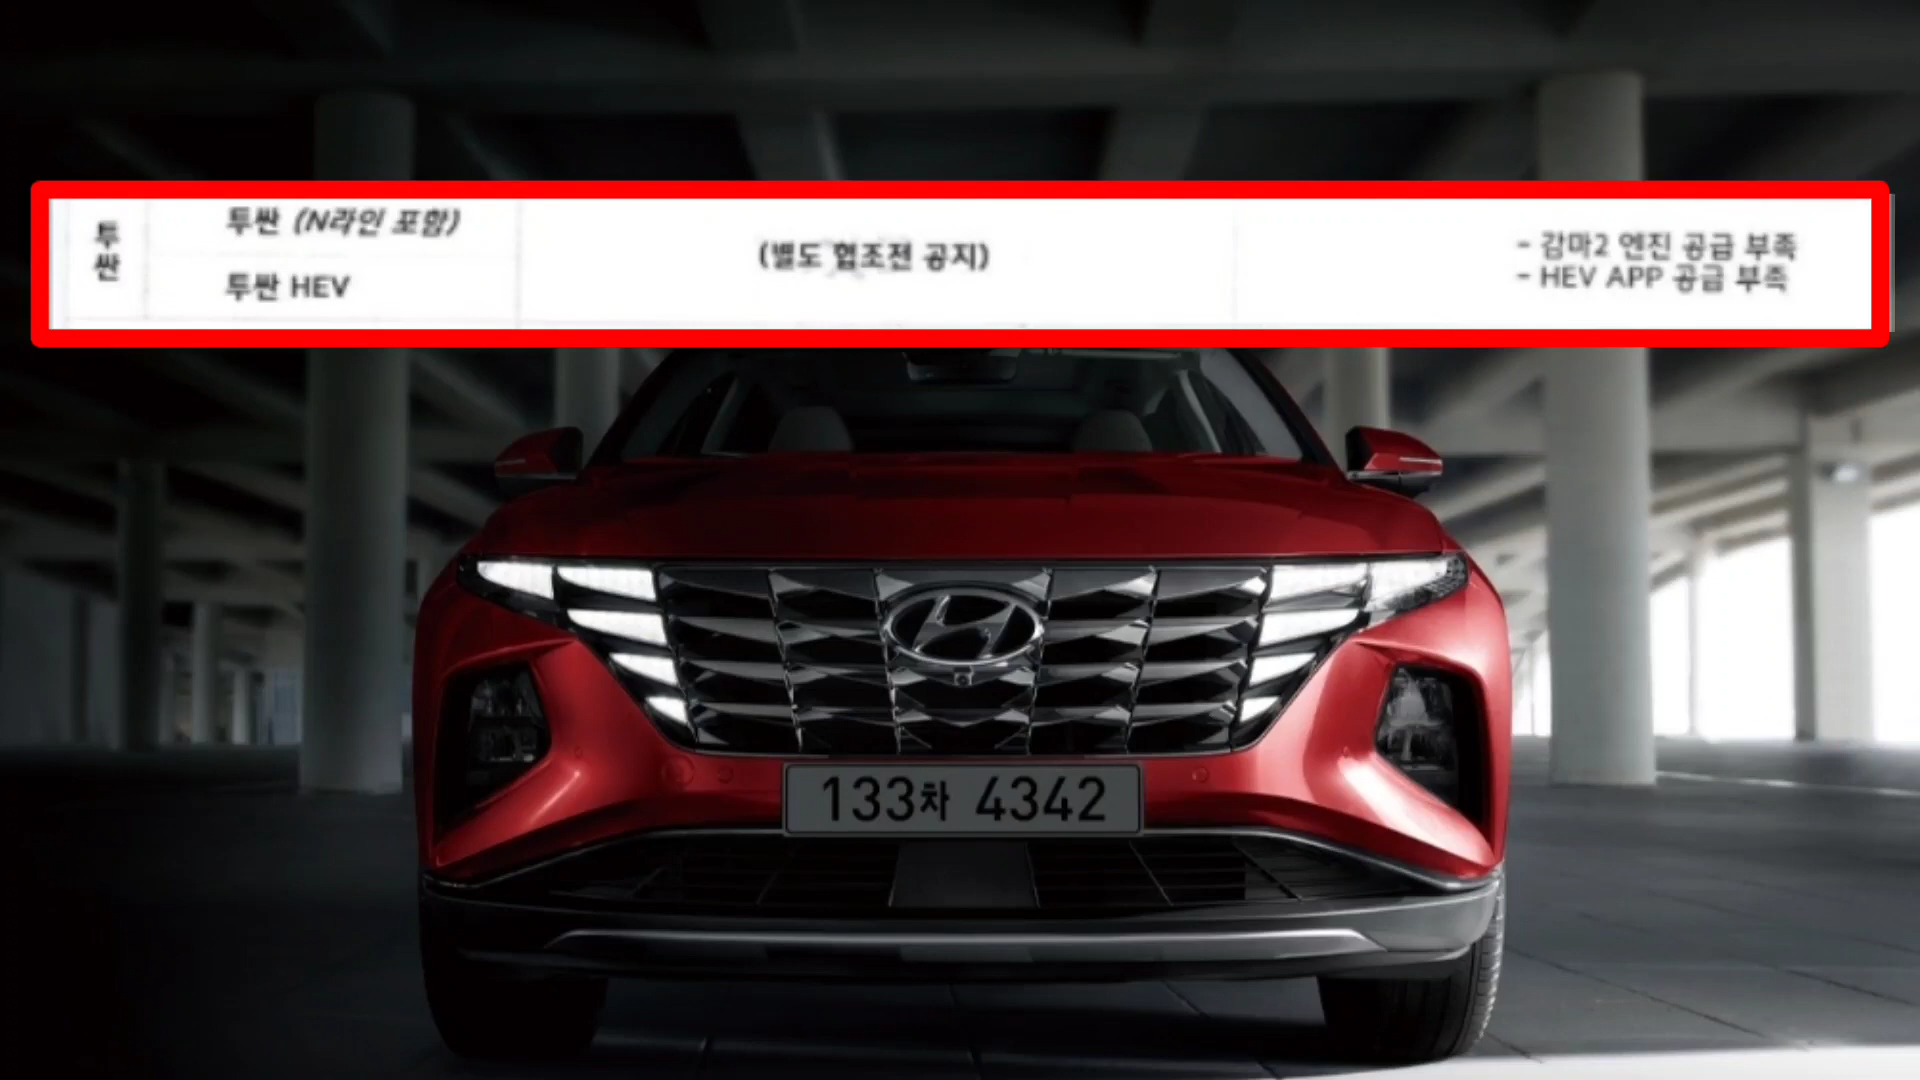 투싼
투싼 (N라인 포함)
투싼 HEV
(별도 협조전 공지)
- 감마2 엔진 공급 부족
- HEV APP 공급 부족
133차 4342